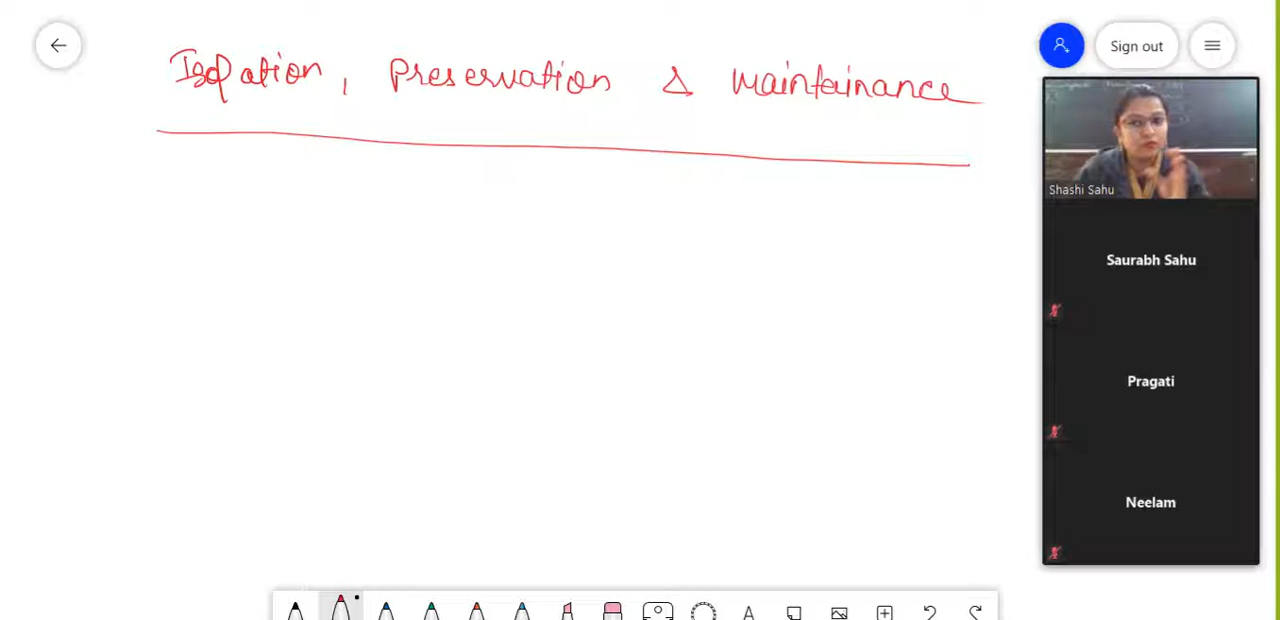 Isolation, Preservation & maintainance
Sign out
Shashi Sahu
Saurabh Sahu
Pragati
Neelam
A